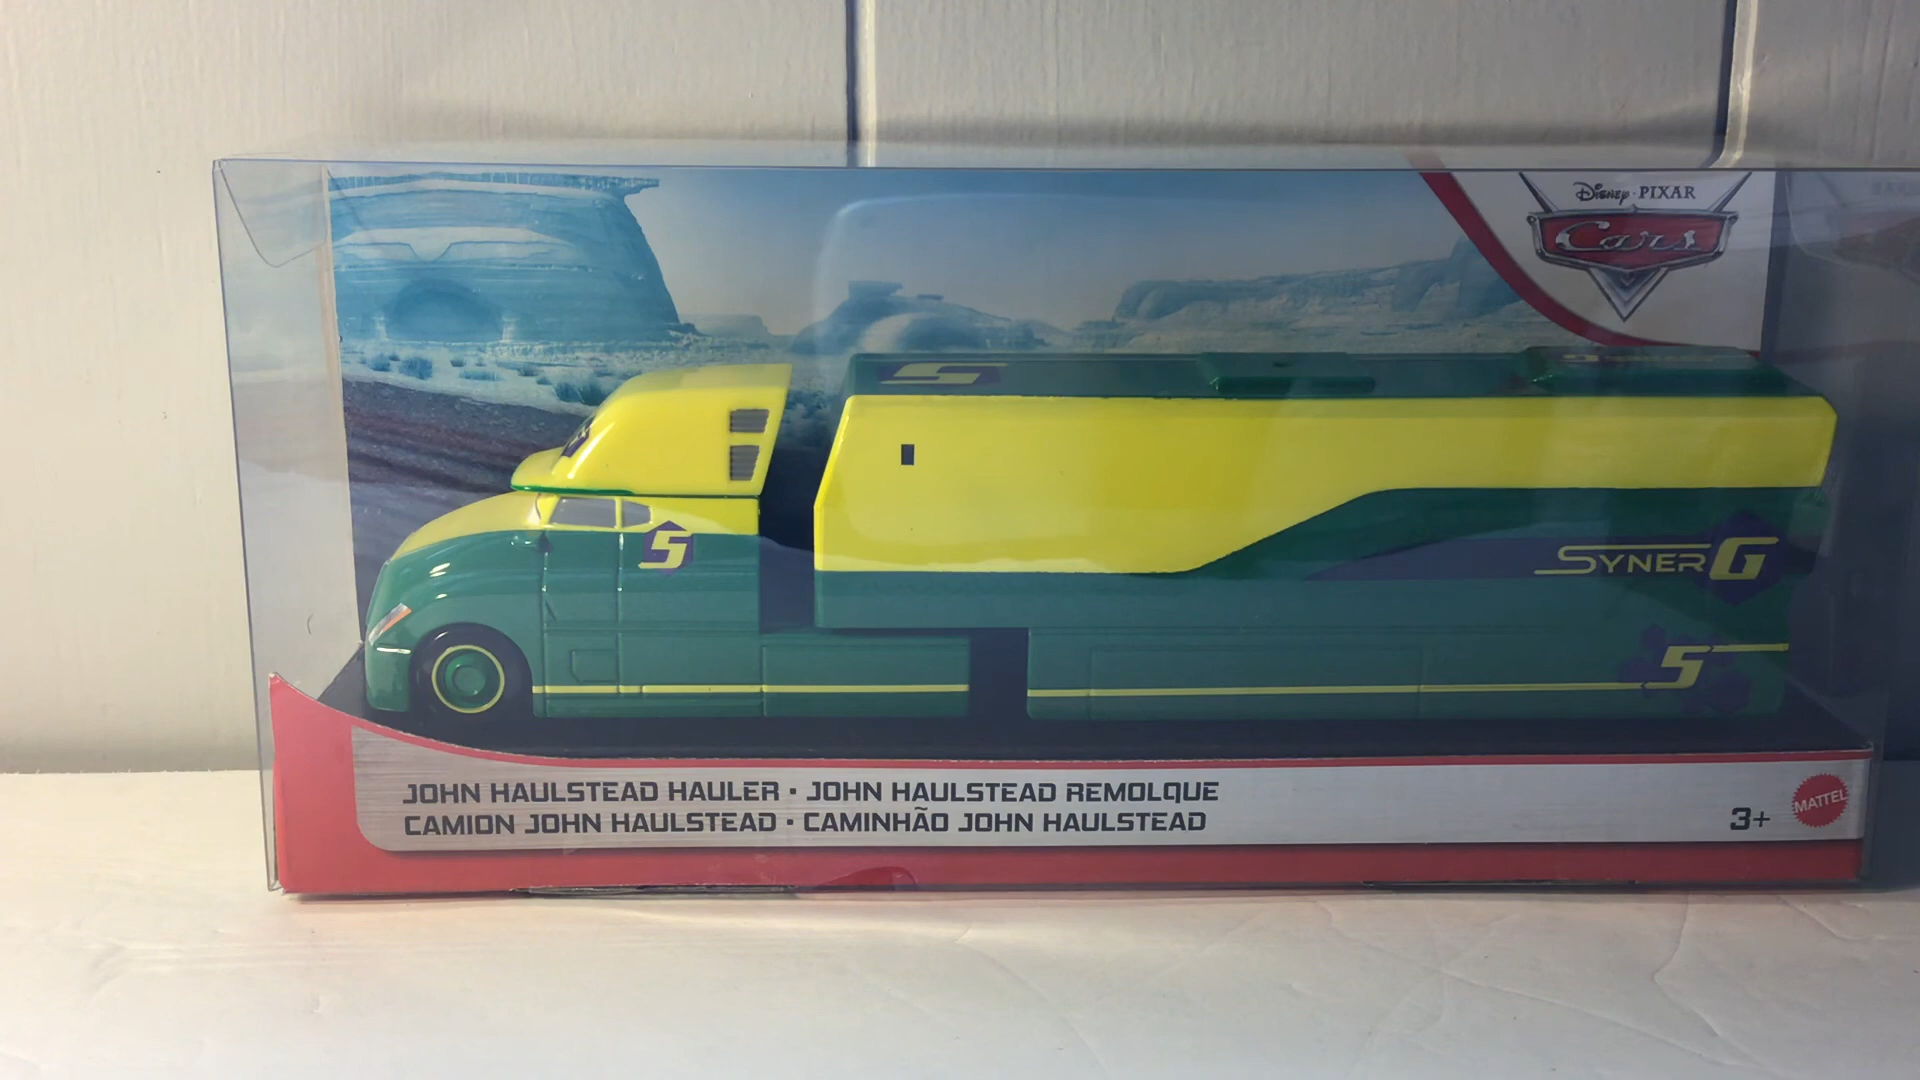 Disney · PIXAR
Cars
S
S
SYNERG
S
JOHN HAULSTEAD HAULER · JOHN HAULSTEAD REMOLQUE
CAMION JOHN HAULSTEAD · CAMINHÃO JOHN HAULSTEAD
3+
MATTEL